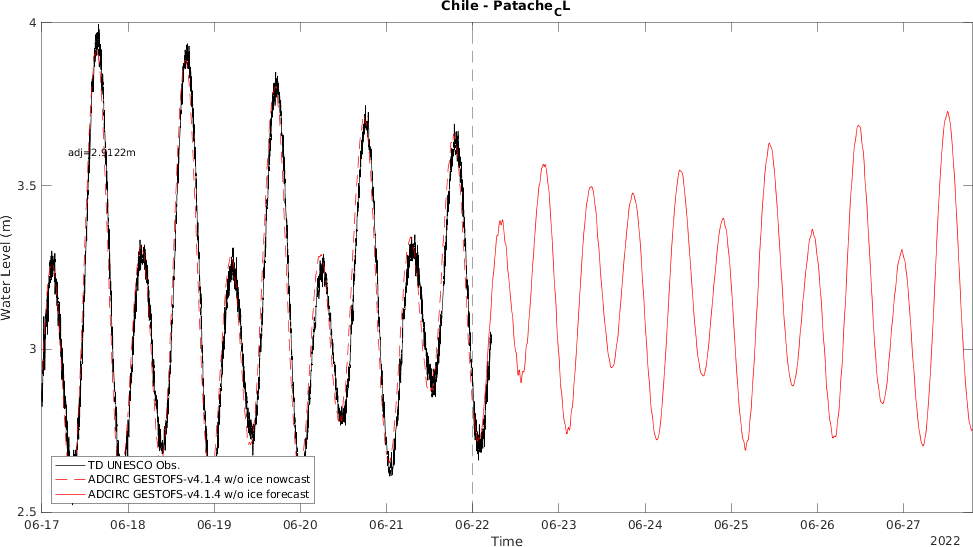 Chile - Patache_CL
4
3.5
3
2.5
Water Level (m)
adj=2.9122m
TD UNESCO Obs.
ADCIRC GESTOFS-v4.1.4 w/o ice nowcast
ADCIRC GESTOFS-v4.1.4 w/o ice forecast
06-17 06-18 06-19 06-20 06-21 06-22 06-23 06-24 06-25 06-26 06-27
Time
2022